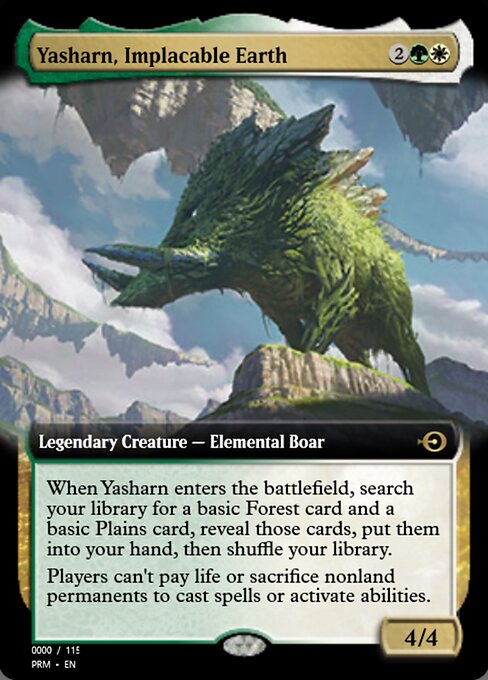 Yasharn, Implacable Earth 2
Legendary Creature — Elemental Boar
When Yasharn enters the battlefield, search
your library for a basic Forest card and a
basic Plains card, reveal those cards, put them
into your hand, then shuffle your library.
Players can't pay life or sacrifice nonland
permanents to cast spells or activate abilities.
4/4
0000 / 115
PRM • EN